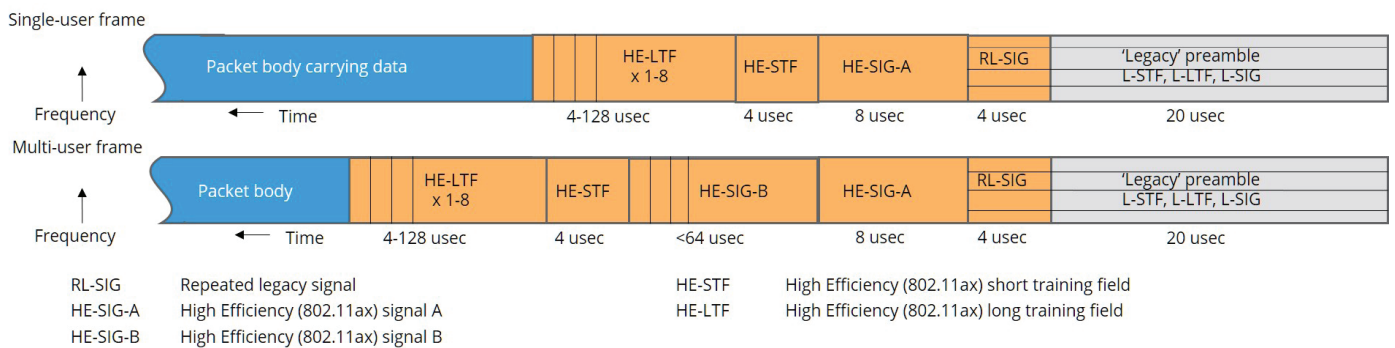 Single-user frame
Packet body carrying data
HE-LTF
x 1-8
HE-STF
HE-SIG-A
RL-SIG
'Legacy' preamble
L-STF, L-LTF, L-SIG
Frequency
Time
4-128 usec
4 usec
8 usec
4 usec
20 usec
Multi-user frame
Packet body
HE-LTF
x 1-8
HE-STF
HE-SIG-B
HE-SIG-A
RL-SIG
'Legacy' preamble
L-STF, L-LTF, L-SIG
Frequency
Time
4-128 usec
4 usec
<64 usec
8 usec
4 usec
20 usec
RL-SIG Repeated legacy signal
HE-SIG-A High Efficiency (802.11ax) signal A
HE-SIG-B High Efficiency (802.11ax) signal B
HE-STF High Efficiency (802.11ax) short training field
HE-LTF High Efficiency (802.11ax) long training field